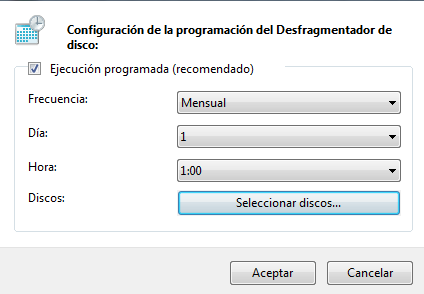 Configuración de la programación del Desfragmentador de
disco:
Ejecución programada (recomendado)
Frecuencia: Mensual
Día: 1
Hora: 1:00
Discos: Seleccionar discos...
Aceptar Cancelar